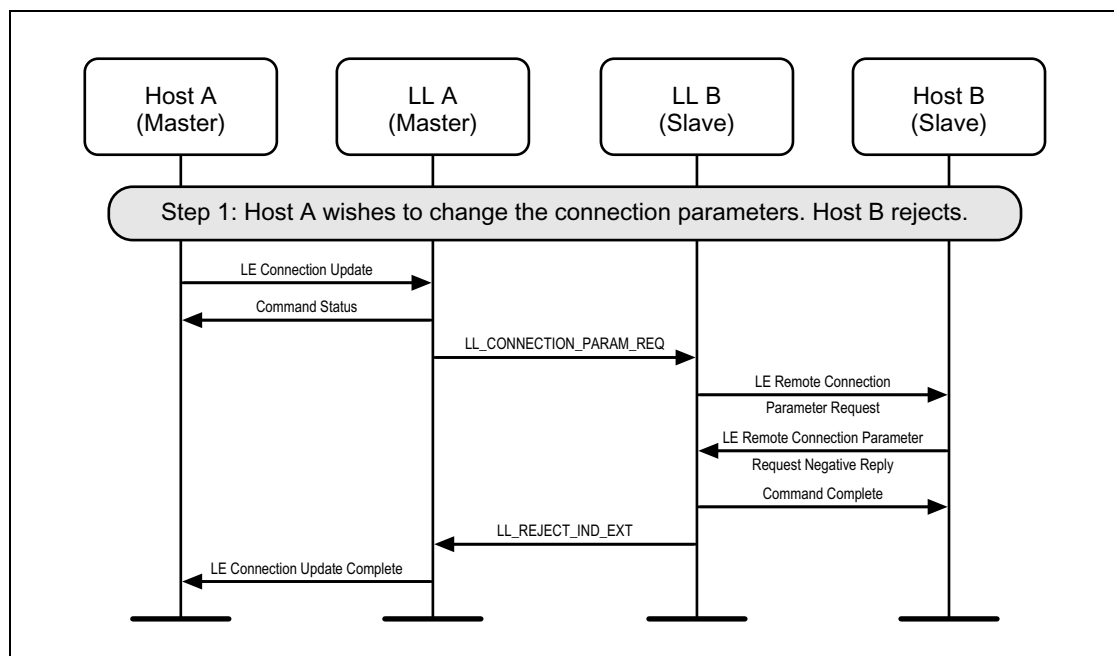 Host A
(Master)
LL A
(Master)
LL B
(Slave)
Host B
(Slave)
Step 1: Host A wishes to change the connection parameters. Host B rejects.
LE Connection Update
Command Status
LL_CONNECTION_PARAM_REQ
LE Remote Connection
Parameter Request
LE Remote Connection Parameter
Request Negative Reply
Command Complete
LL_REJECT_IND_EXT
LE Connection Update Complete